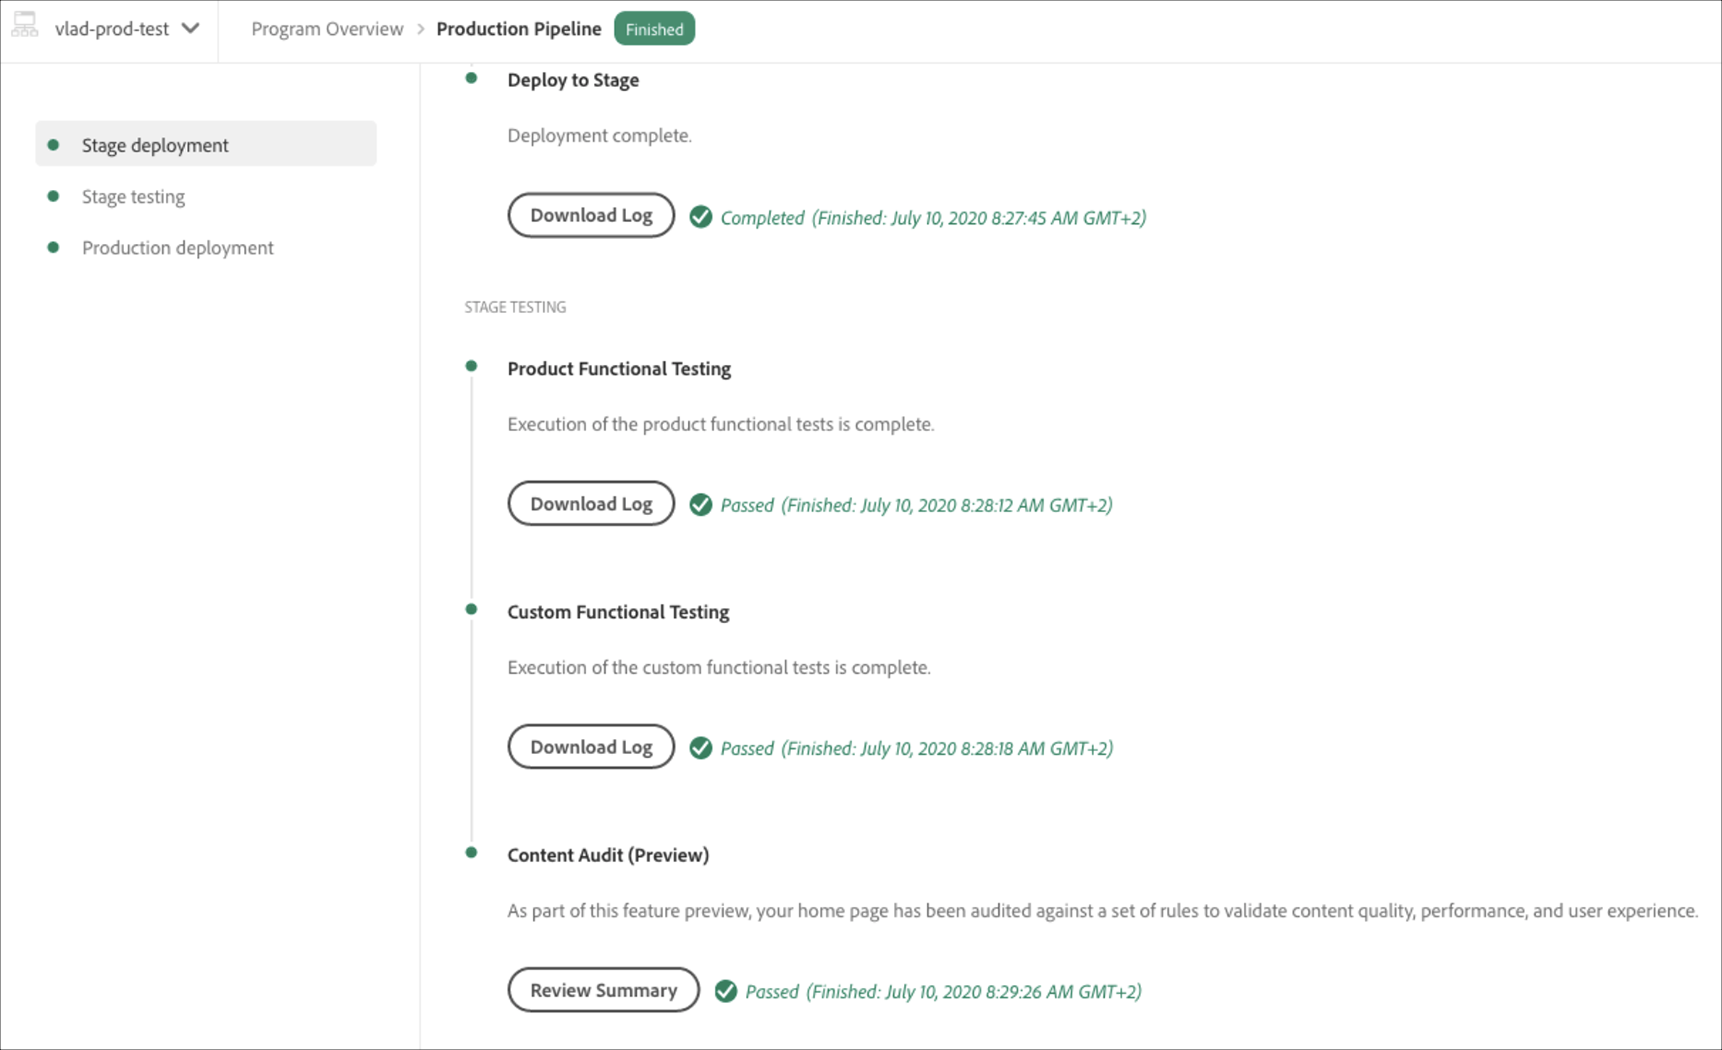 vlad-prod-test
Program Overview > Production Pipeline Finished
Stage deployment
Stage testing
Production deployment
Deploy to Stage
Deployment complete.
Download Log Completed (Finished: July 10, 2020 8:27:45 AM GMT+2)
STAGE TESTING
Product Functional Testing
Execution of the product functional tests is complete.
Download Log Passed (Finished: July 10, 2020 8:28:12 AM GMT+2)
Custom Functional Testing
Execution of the custom functional tests is complete.
Download Log Passed (Finished: July 10, 2020 8:28:18 AM GMT+2)
Content Audit (Preview)
As part of this feature preview, your home page has been audited against a set of rules to validate content quality, performance, and user experience.
Review Summary Passed (Finished: July 10, 2020 8:29:26 AM GMT+2)